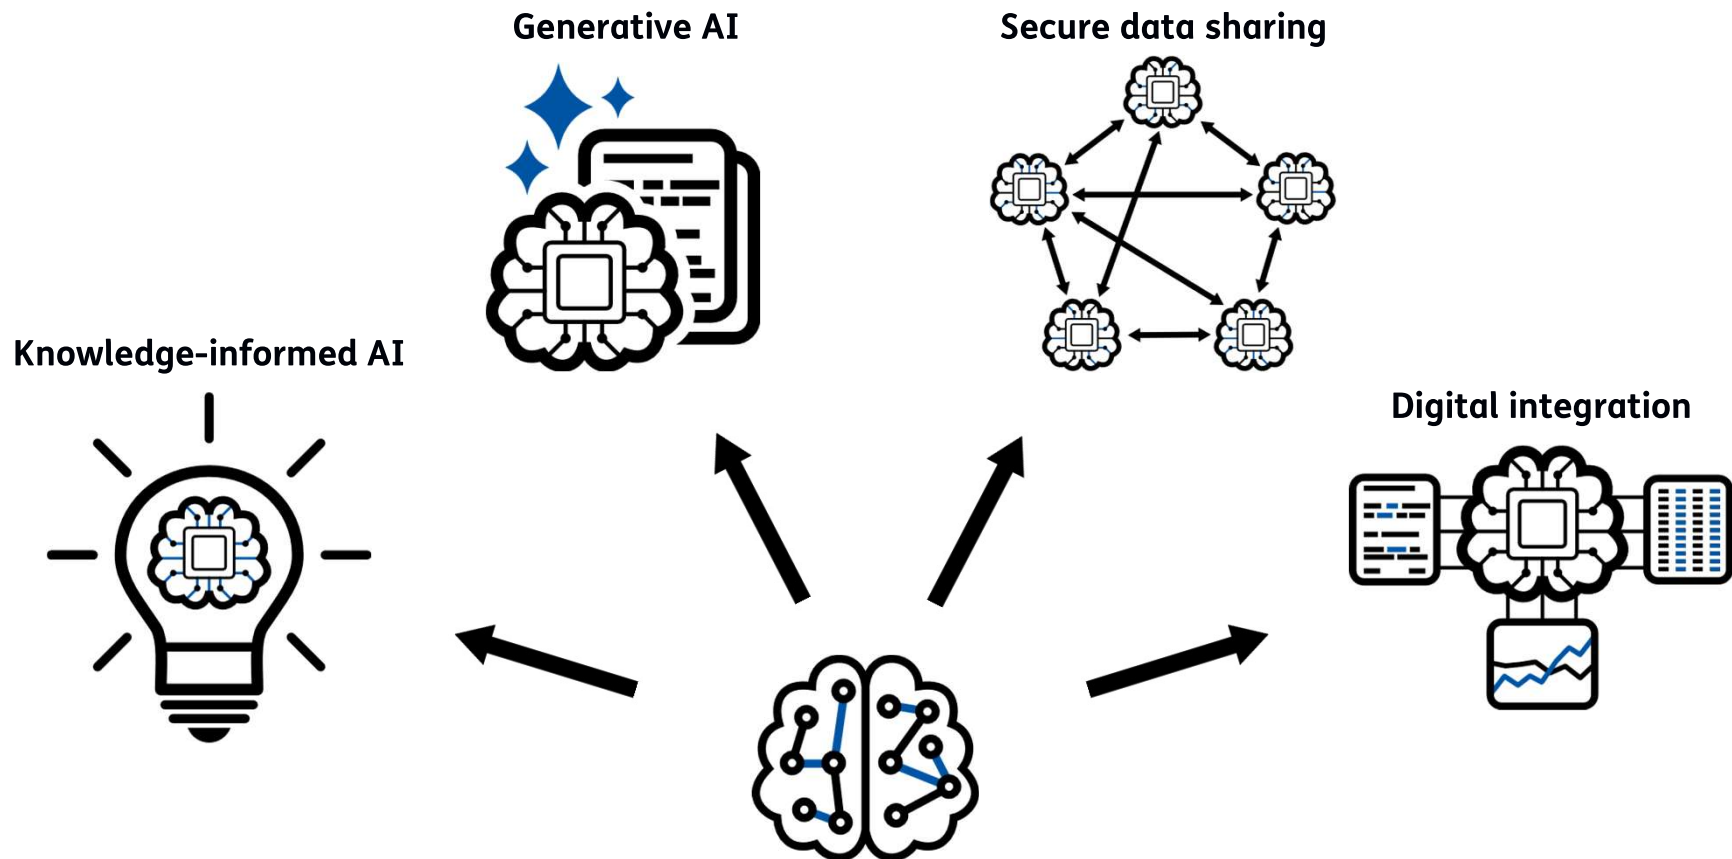 Generative AI
Secure data sharing
Knowledge-informed AI
Digital integration